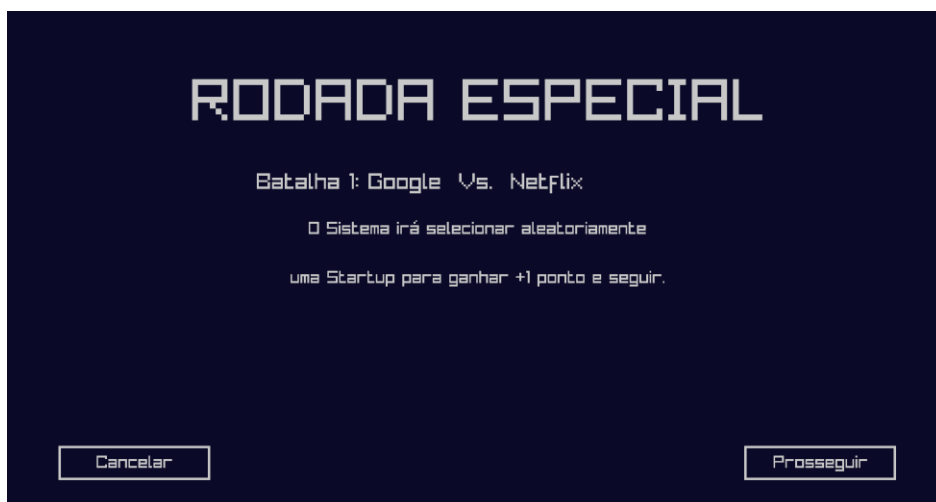 RODADA ESPECIAL
Batalha 1: Google Vs. Netflix
O Sistema irá selecionar aleatoriamente
uma Startup para ganhar +1 ponto e seguir.
Cancelar
Prosseguir